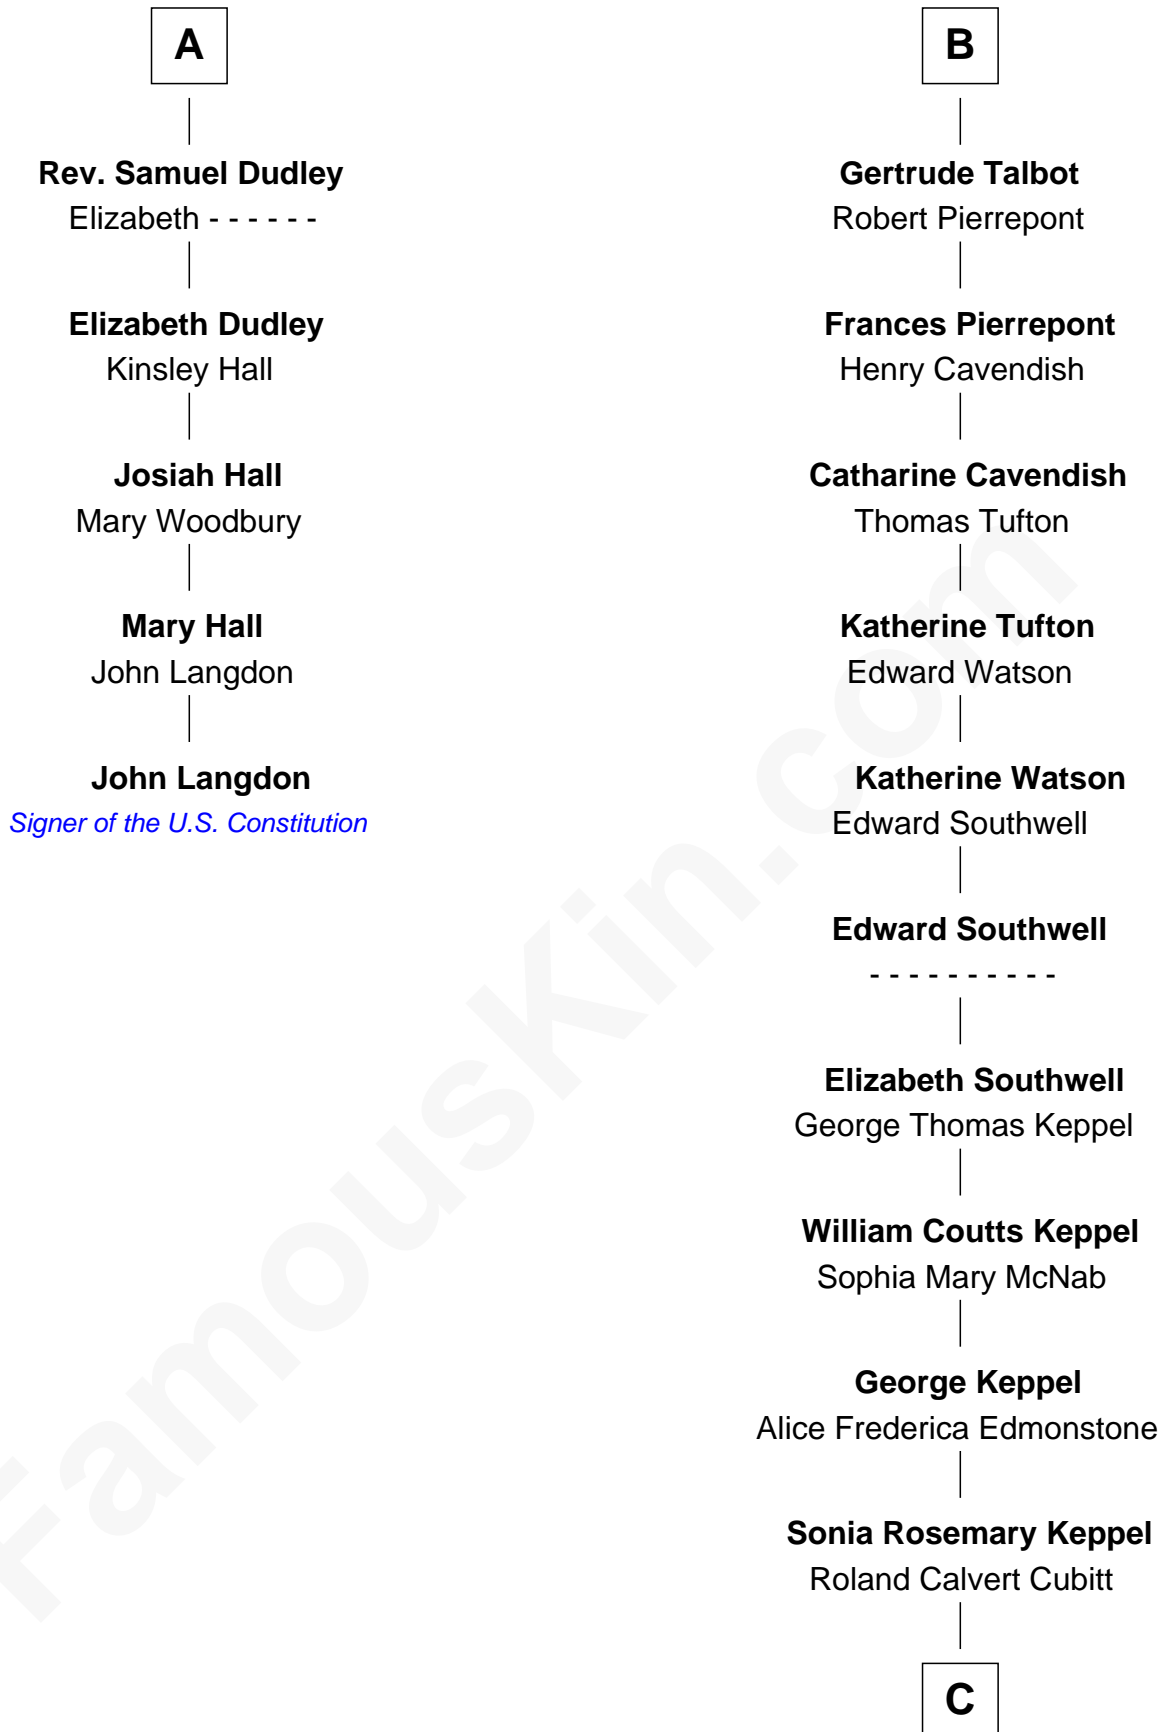 A
Rev. Samuel Dudley
Elizabeth - - - - - -
Elizabeth Dudley
Kinsley Hall
Josiah Hall
Mary Woodbury
Mary Hall
John Langdon
John Langdon
Signer of the U.S. Constitution
B
Gertrude Talbot
Robert Pierrepont
Frances Pierrepont
Henry Cavendish
Catharine Cavendish
Thomas Tufton
Katherine Tufton
Edward Watson
Katherine Watson
Edward Southwell
Edward Southwell
- - - - - - - - - -
Elizabeth Southwell
George Thomas Keppel
William Coutts Keppel
Sophia Mary McNab
George Keppel
Alice Frederica Edmonstone
Sonia Rosemary Keppel
Roland Calvert Cubitt
C
FamousKin.com